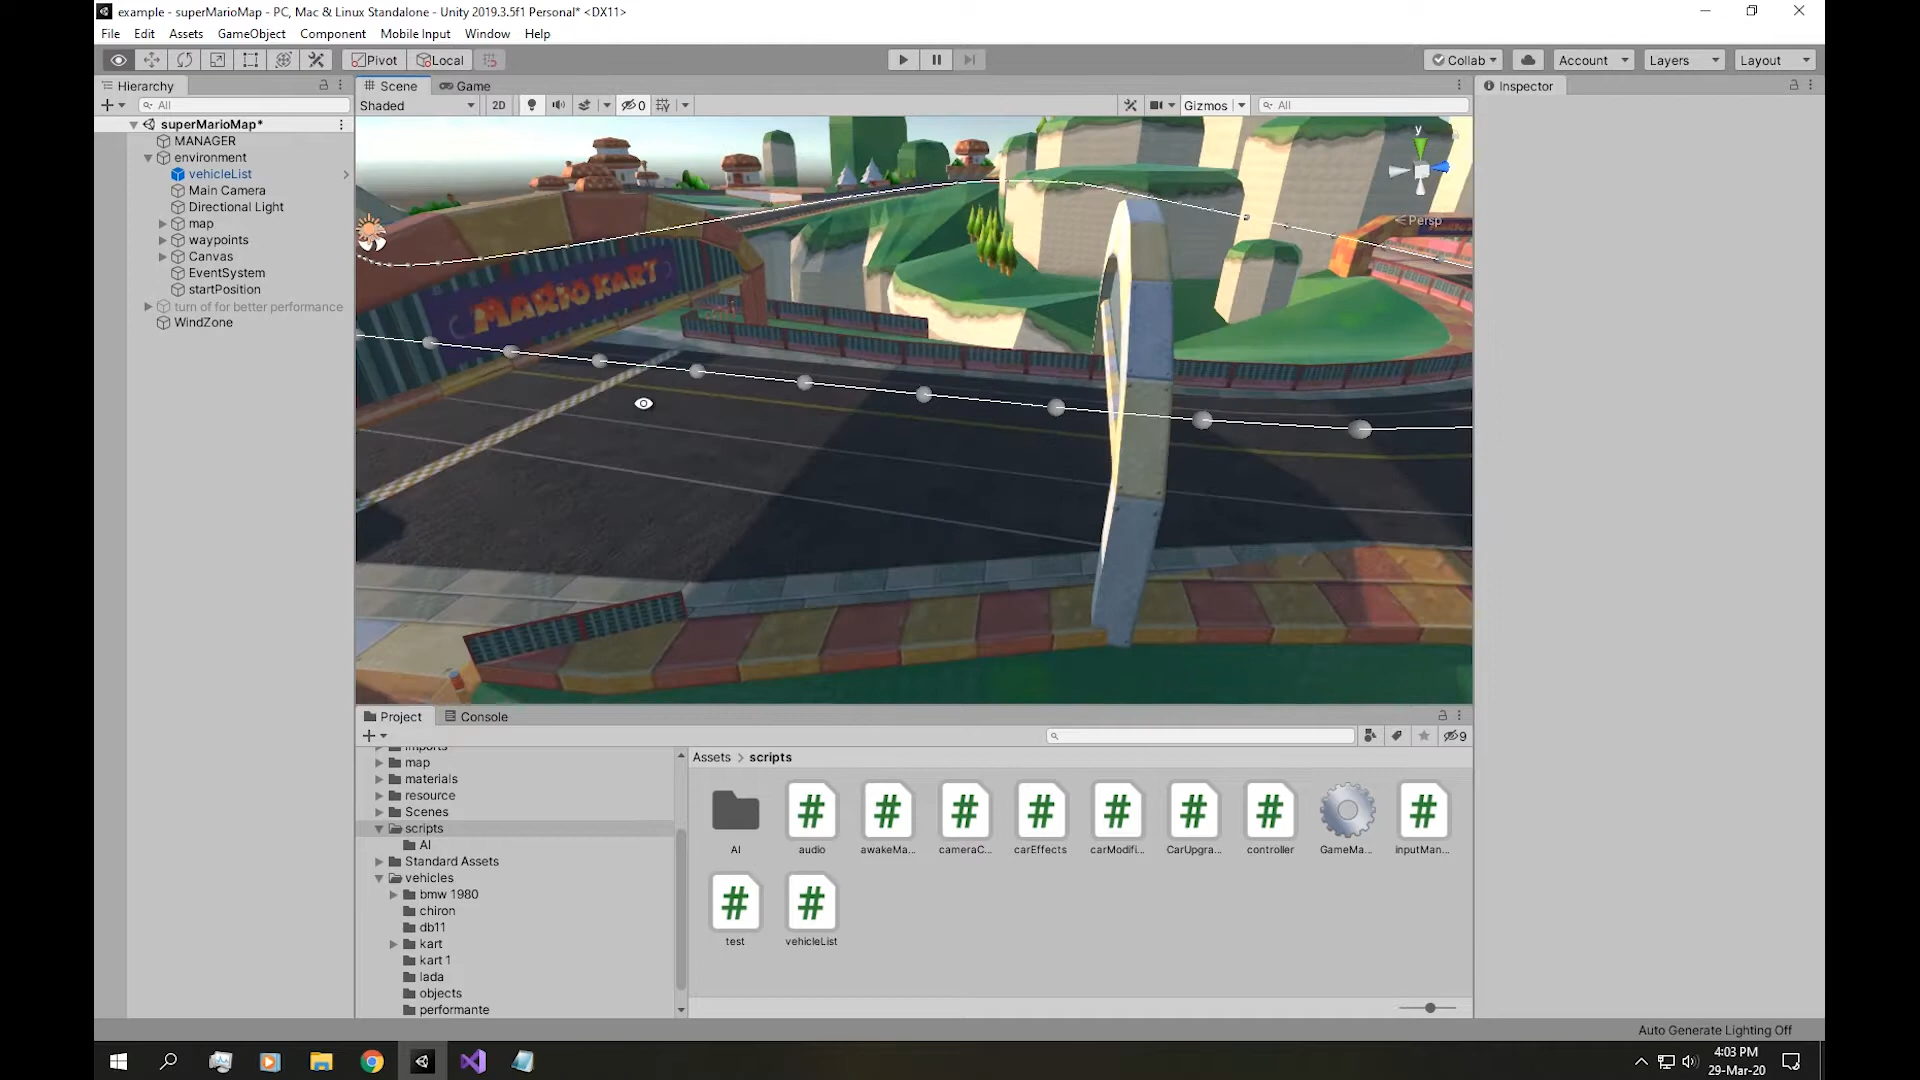 example - superMarioMap - PC, Mac & Linux Standalone - Unity 2019.3.5f1 Personal* <DX11>
File Edit Assets GameObject Component Mobile Input Window Help
Pivot Local Collab Account Layers Layout
Hierarchy Scene Game Inspector
All Shaded 2D 0 Gizmos All
superMarioMap*
MANAGER
environment
vehicleList
Main Camera
Directional Light
map
waypoints
Canvas
EventSystem
startPosition
turn of for better performance
WindZone
y
Persp
MARIO KART
Project Console
9
imports
map
materials
resource
Scenes
scripts
AI
Standard Assets
vehicles
bmw 1980
chiron
db11
kart
kart 1
lada
objects
performante
Assets > scripts
AI audio awakeMa... cameraC... carEffects carModifi... CarUpgra... controller GameMa... inputMan...
test vehicleList
Auto Generate Lighting Off
4:03 PM
29-Mar-20